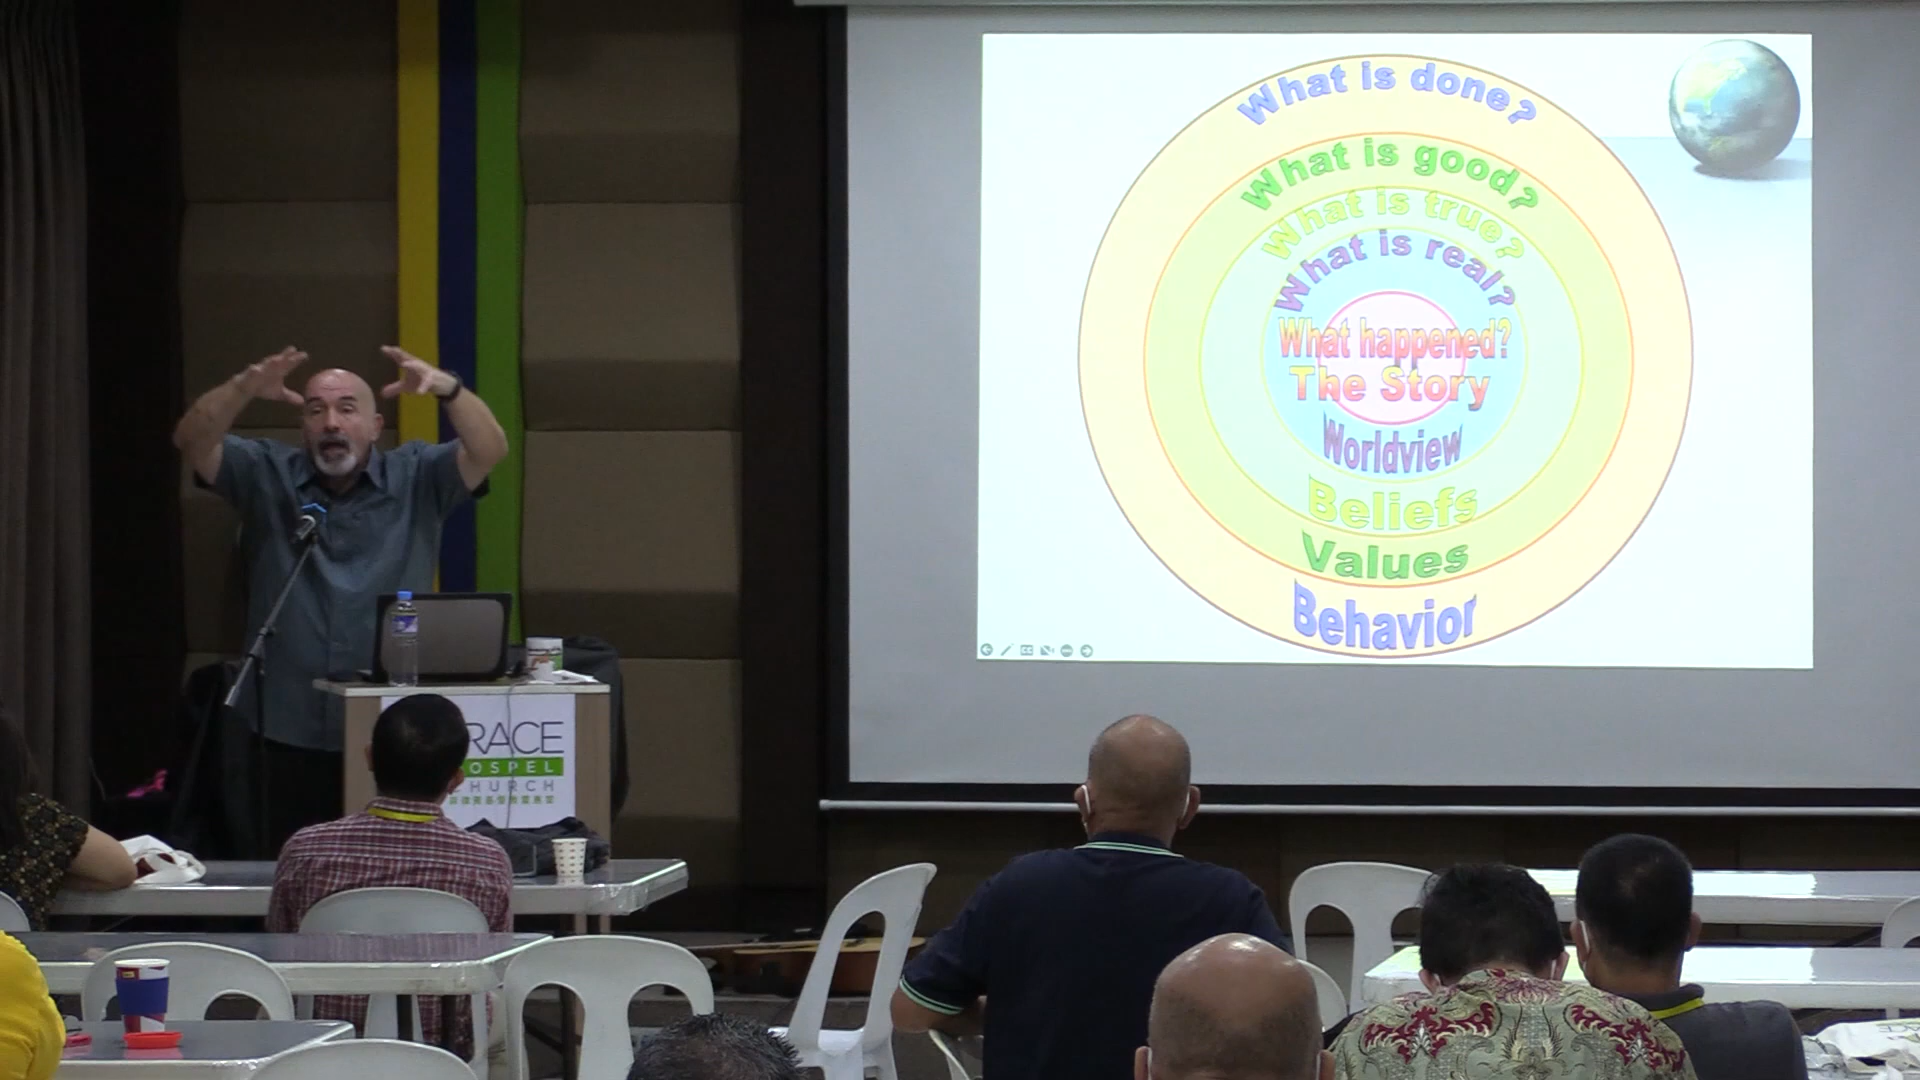 What is done?
What is good?
What is true?
What is real?
What happened?
The Story
Worldview
Beliefs
Values
Behavior
RACE
OSPEL
CHURCH